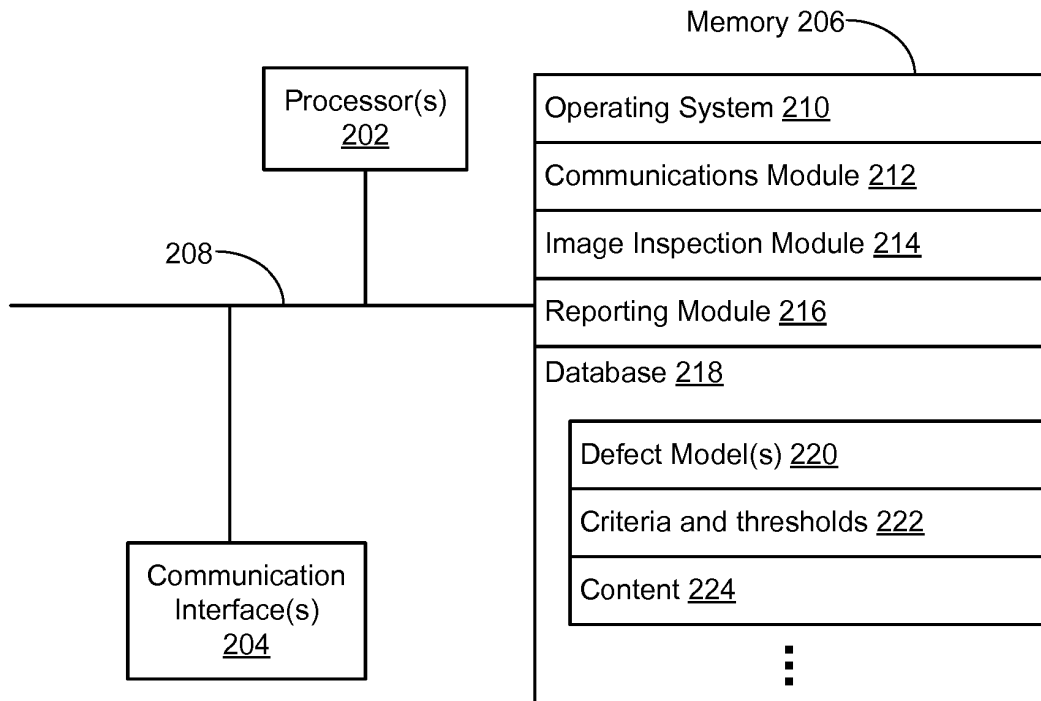 Memory 206
Processor(s)
202
Operating System 210
Communications Module 212
Image Inspection Module 214
208
Reporting Module 216
Database 218
Defect Model(s) 220
Criteria and thresholds 222
Content 224
Communication
Interface(s)
204